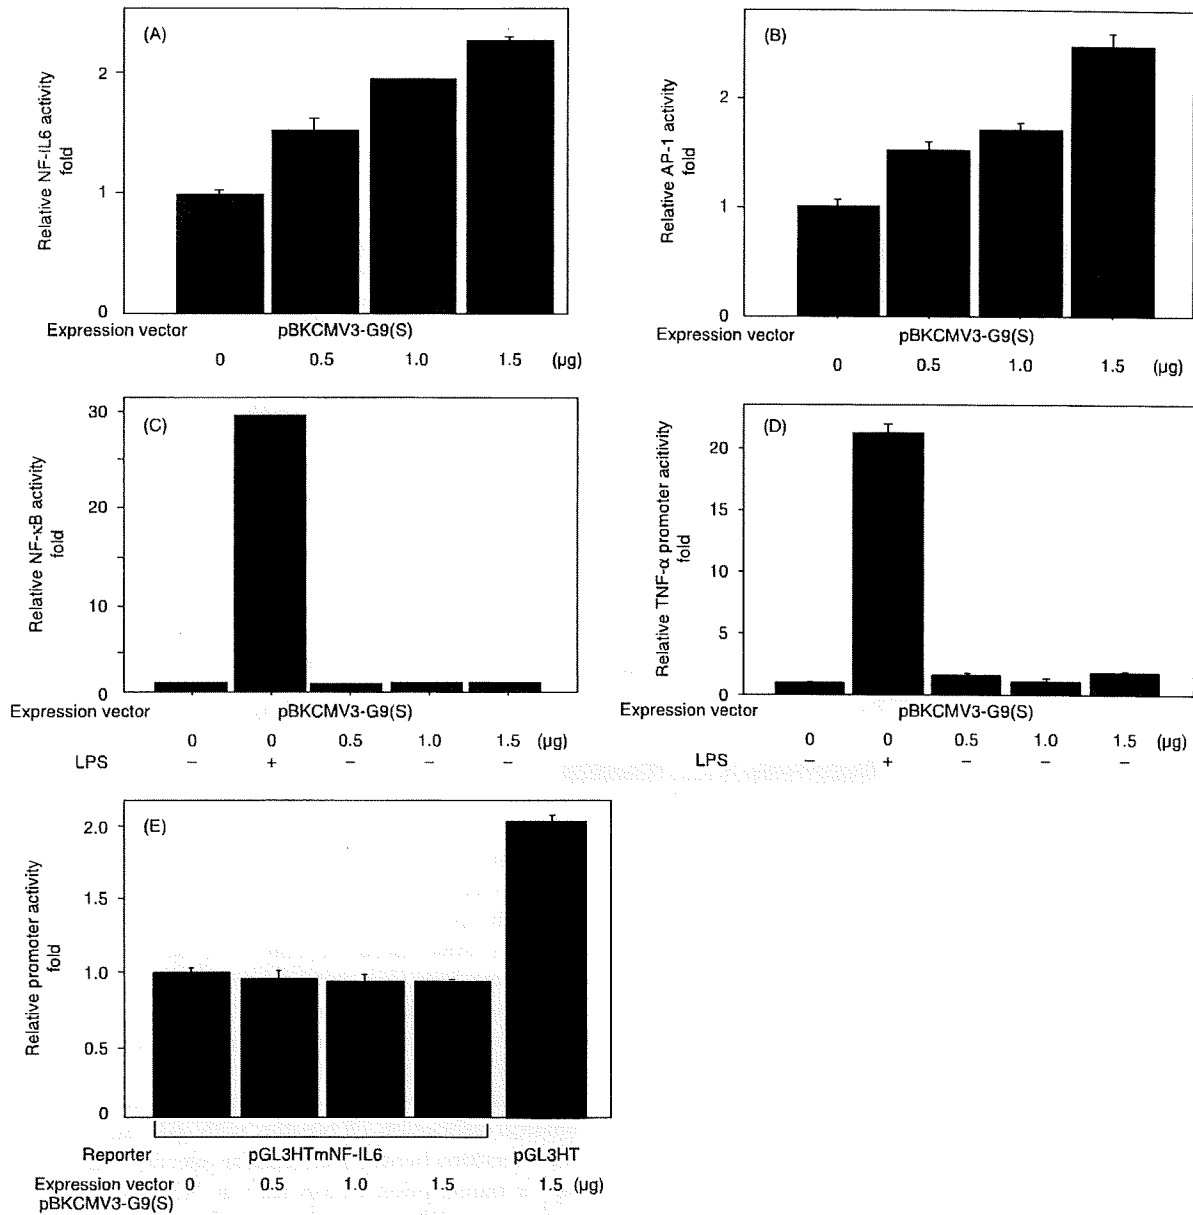 (A)
Relative NF-IL6 activity
fold
2
1
0
Expression vector pBKCMV3-G9(S)
0 0.5 1.0 1.5 (µg)
(B)
Relative AP-1 activity
fold
2
1
0
Expression vector pBKCMV3-G9(S)
0 0.5 1.0 1.5 (µg)
(C)
Relative NF-κB activity
fold
30
20
10
0
Expression vector pBKCMV3-G9(S)
0 0 0.5 1.0 1.5 (µg)
LPS – + – – –
(D)
Relative TNF-α promoter acitivity
fold
20
15
10
5
0
Expression vector pBKCMV3-G9(S)
0 0 0.5 1.0 1.5 (µg)
LPS – + – – –
(E)
Relative promoter activity
fold
2.0
1.5
1.0
0.5
0
Reporter pGL3HTmNF-IL6 pGL3HT
Expression vector 0 0.5 1.0 1.5 1.5 (µg)
pBKCMV3-G9(S)